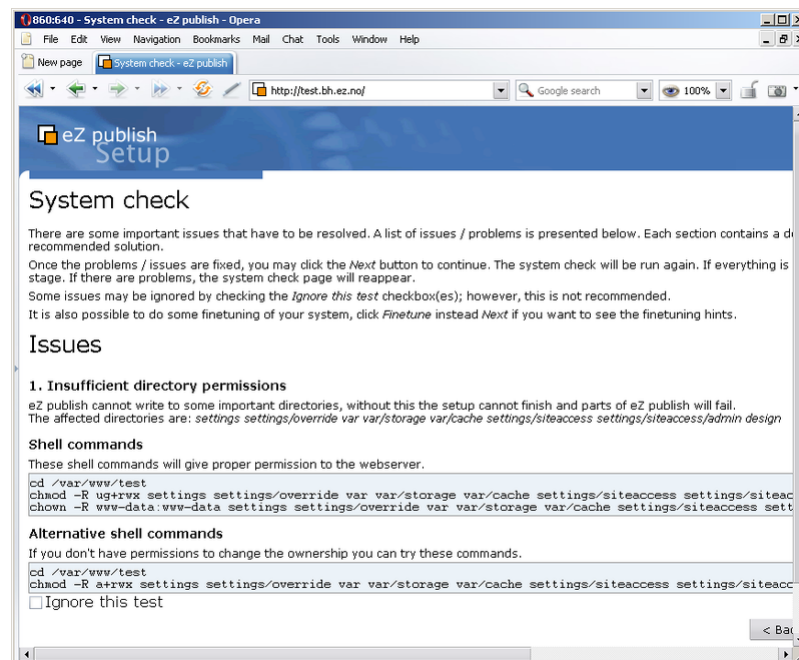 860:640 - System check - eZ publish - Opera
File Edit View Navigation Bookmarks Mail Chat Tools Window Help
New page System check - eZ publish
http://test.bh.ez.no/ Google search 100%
eZ publish
Setup
System check
There are some important issues that have to be resolved. A list of issues / problems is presented below. Each section contains a
recommended solution.
Once the problems / issues are fixed, you may click the Next button to continue. The system check will be run again. If everything is
stage. If there are problems, the system check page will reappear.
Some issues may be ignored by checking the Ignore this test checkbox(es); however, this is not recommended.
It is also possible to do some finetuning of your system, click Finetune instead Next if you want to see the finetuning hints.
Issues
1. Insufficient directory permissions
eZ publish cannot write to some important directories, without this the setup cannot finish and parts of eZ publish will fail.
The affected directories are: settings settings/override var var/storage var/cache settings/siteaccess settings/siteaccess/admin design
Shell commands
These shell commands will give proper permission to the webserver.
cd /var/www/test
chmod -R ug+rwx settings settings/override var var/storage var/cache settings/siteaccess settings/siteac
chown -R www-data:www-data settings settings/override var var/storage var/cache settings/siteaccess sett
Alternative shell commands
If you don't have permissions to change the ownership you can try these commands.
cd /var/www/test
chmod -R a+rwx settings settings/override var var/storage var/cache settings/siteaccess settings/siteacc
Ignore this test
< Bac